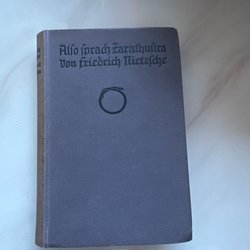 Also sprach Zarathustra
von Friedrich Nietzsche